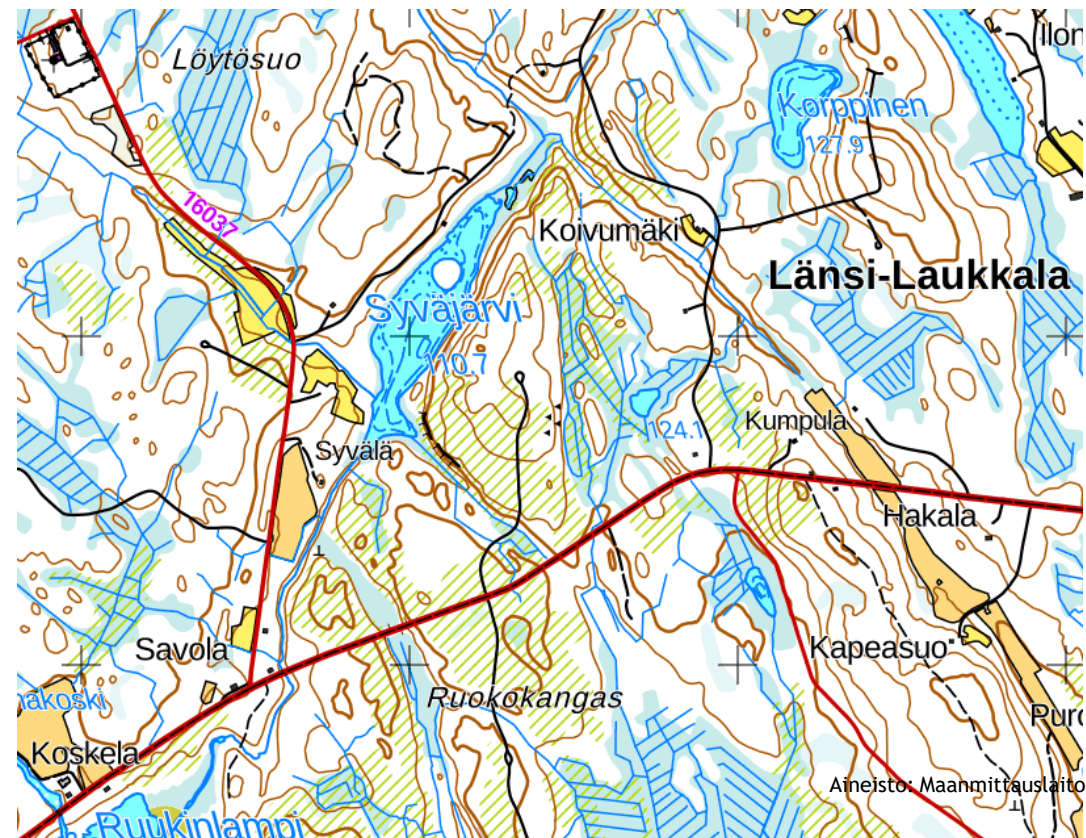 Löytösuo
Ilon
Korppinen
127.9
16037
Koivumäki
Länsi-Laukkala
Syväjärvi
110.7
Kumpula
124.1
Syvälä
Hakala
Savola
Kapeasuo
akoski
Ruokokangas
Puro
Koskela
Aineisto: Maanmittauslaito
Ruukinlampi